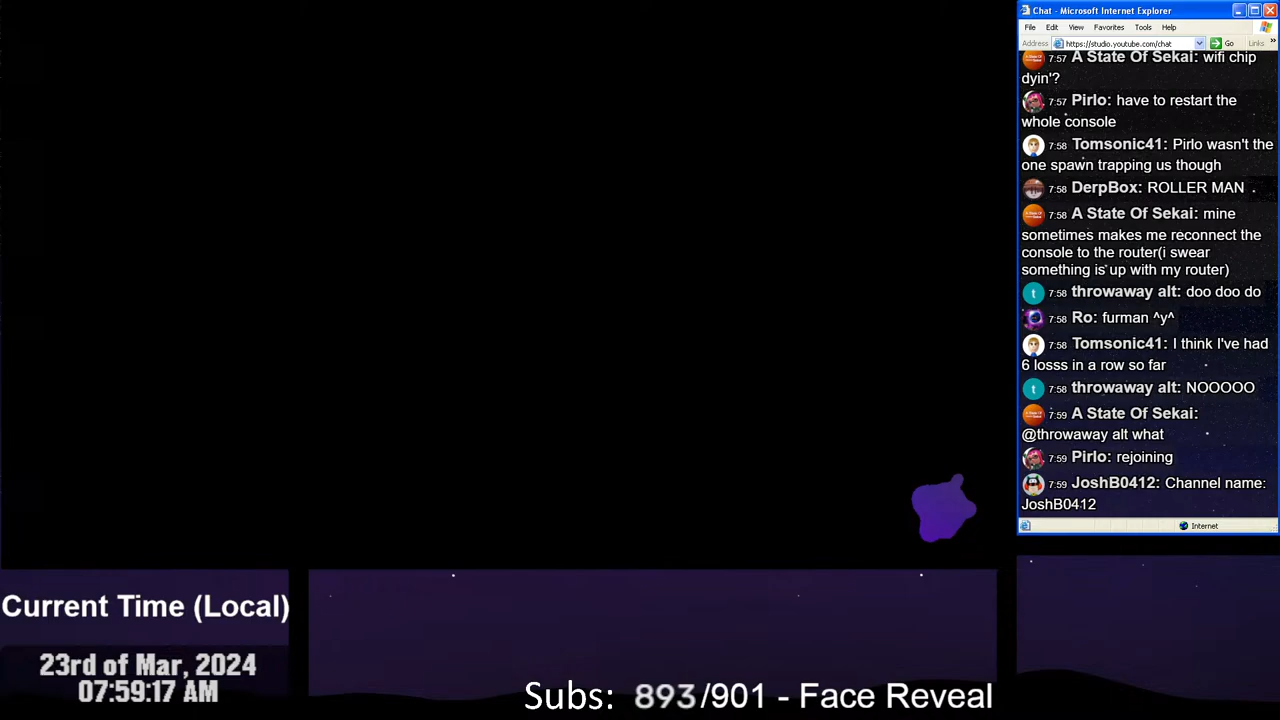 Chat - Microsoft Internet Explorer
File Edit View Favorites Tools Help
Address https://studio.youtube.com/chat Go Links »
7:57 A State Of Sekai: wifi chip
dyin'?
7:57 Pirlo: have to restart the
whole console
7:58 Tomsonic41: Pirlo wasn't the
one spawn trapping us though
7:58 DerpBox: ROLLER MAN
7:58 A State Of Sekai: mine
sometimes makes me reconnect the
console to the router(i swear
something is up with my router)
t 7:58 throwaway alt: doo doo do
7:58 Ro: furman ^y^
7:58 Tomsonic41: I think I've had
6 losss in a row so far
t 7:58 throwaway alt: NOOOOO
7:59 A State Of Sekai:
@throwaway alt what
7:59 Pirlo: rejoining
7:59 JoshB0412: Channel name:
JoshB0412
Internet
Current Time (Local)
23rd of Mar, 2024
07:59:17 AM
Subs: 893/901 - Face Reveal